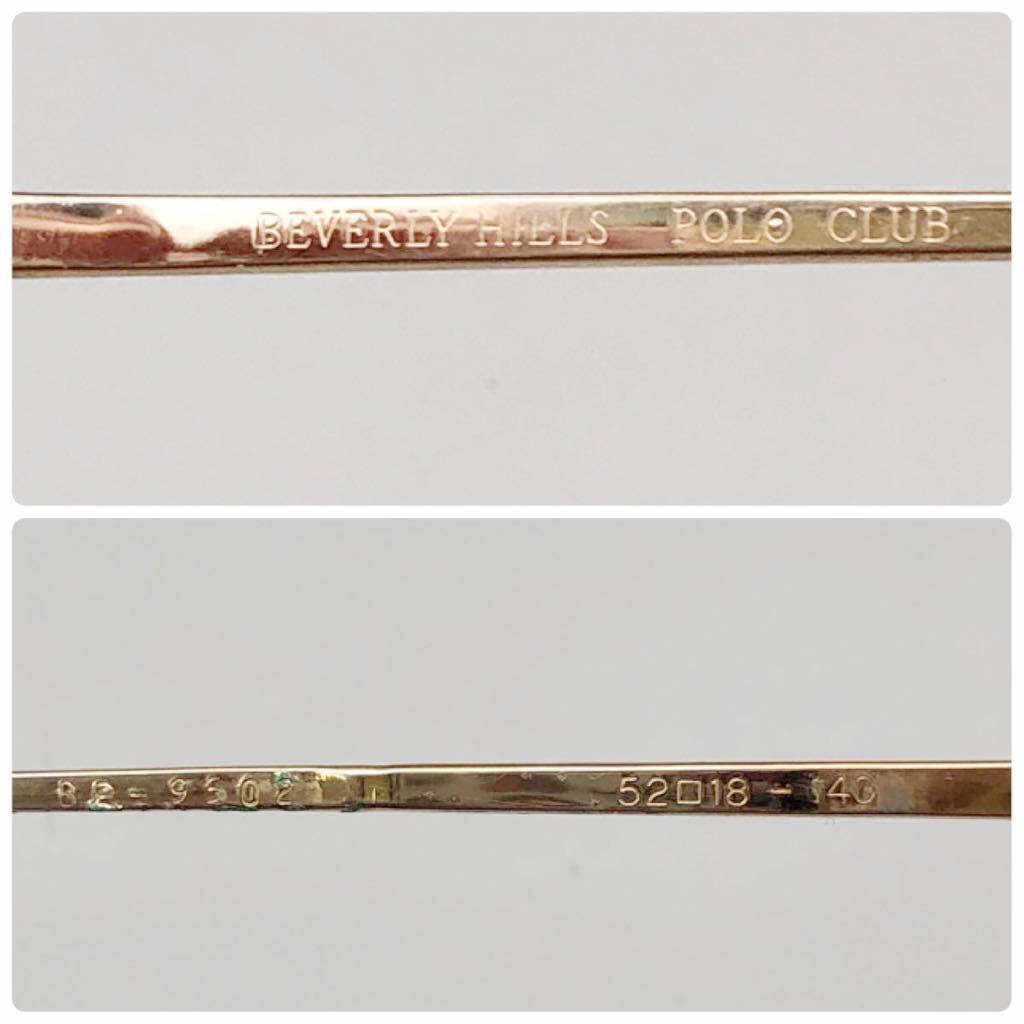 BEVERLY HILLS POLO CLUB
52□18 - 140